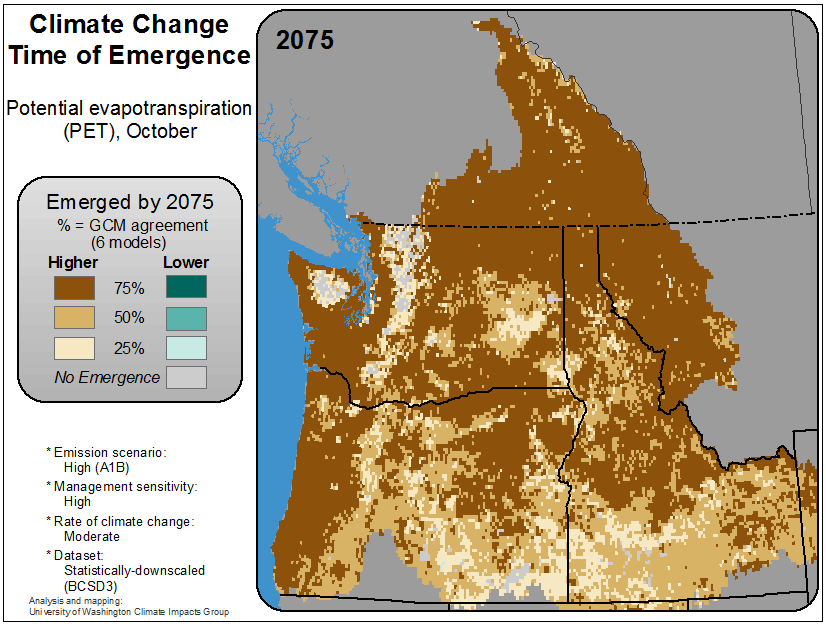 Climate Change
Time of Emergence
Potential evapotranspiration
(PET), October
2075
Emerged by 2075
% = GCM agreement
(6 models)
Higher Lower
75%
50%
25%
No Emergence
* Emission scenario:
High (A1B)
* Management sensitivity:
High
* Rate of climate change:
Moderate
* Dataset:
Statistically-downscaled
(BCSD3)
Analysis and mapping:
University of Washington Climate Impacts Group